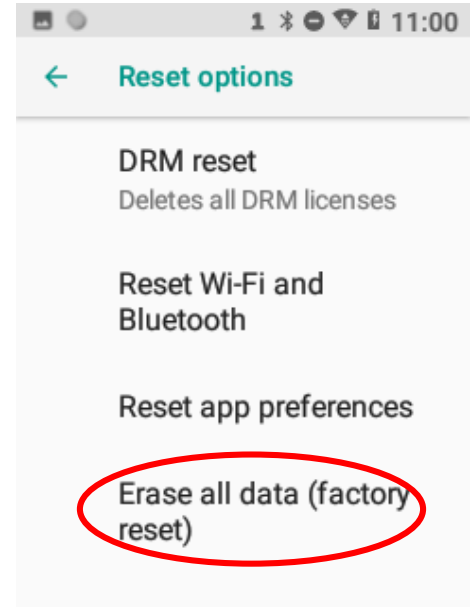 1 11:00
Reset options
DRM reset
Deletes all DRM licenses
Reset Wi-Fi and
Bluetooth
Reset app preferences
Erase all data (factory
reset)